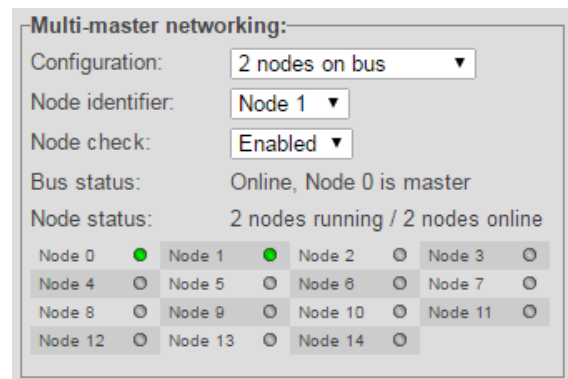 Multi-master networking:
Configuration: 2 nodes on bus
Node identifier: Node 1
Node check: Enabled
Bus status: Online, Node 0 is master
Node status: 2 nodes running / 2 nodes online
Node 0 Node 1 Node 2 Node 3
Node 4 Node 5 Node 6 Node 7
Node 8 Node 9 Node 10 Node 11
Node 12 Node 13 Node 14